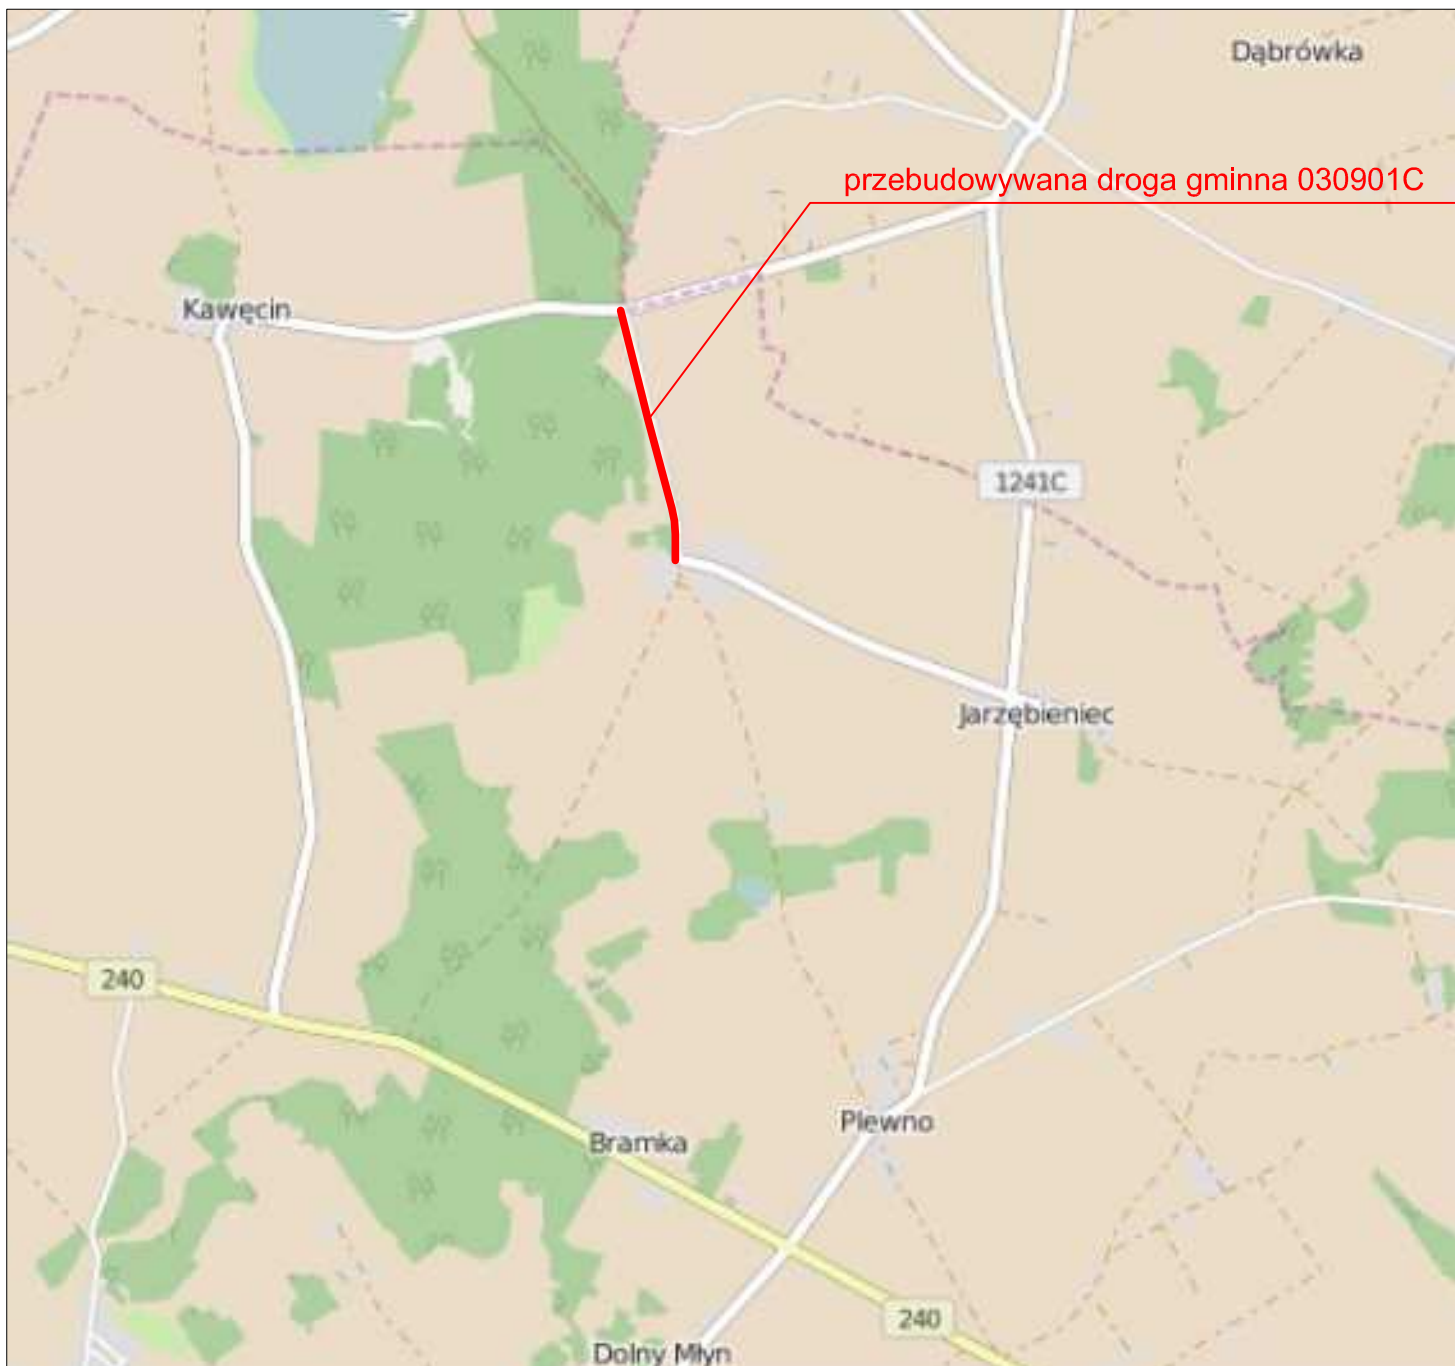 Dąbrówka
przebudowywana droga gminna 030901C
Kawęcin
1241C
Jarzębieniec
240
Plewno
Bramka
240
Dolny Młyn